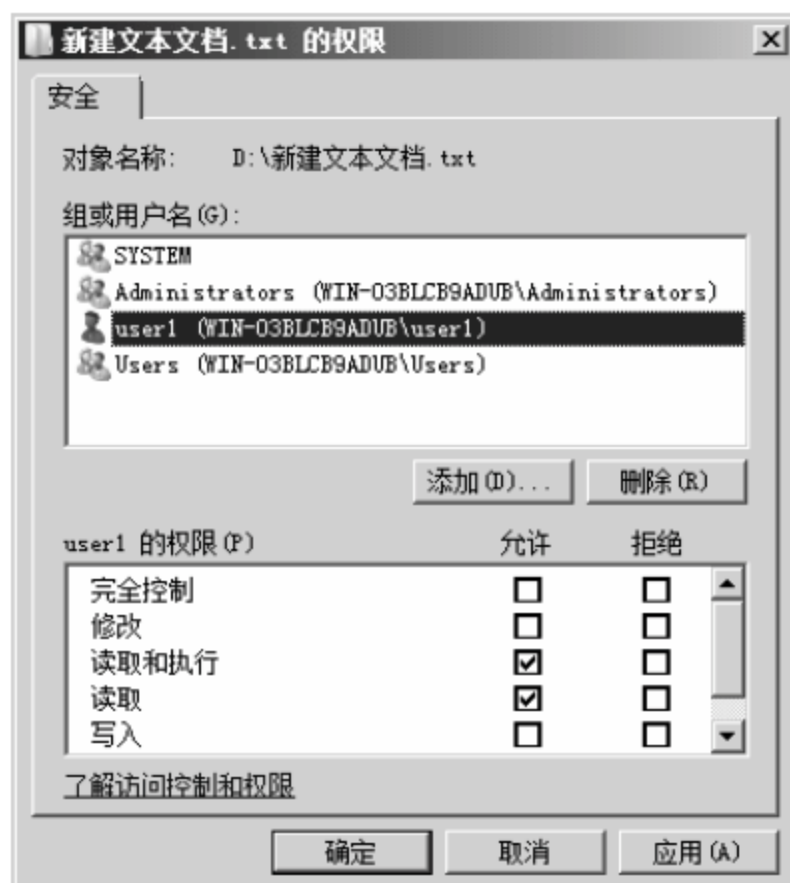 新建文本文档.txt 的权限
安全
对象名称: D:\新建文本文档.txt
组或用户名(G):
SYSTEM
Administrators (WIN-03BLCB9ADUB\Administrators)
user1 (WIN-03BLCB9ADUB\user1)
Users (WIN-03BLCB9ADUB\Users)
添加(D)... 删除(R)
user1 的权限(P) 允许 拒绝
完全控制
修改
读取和执行
读取
写入
了解访问控制和权限
确定 取消 应用(A)